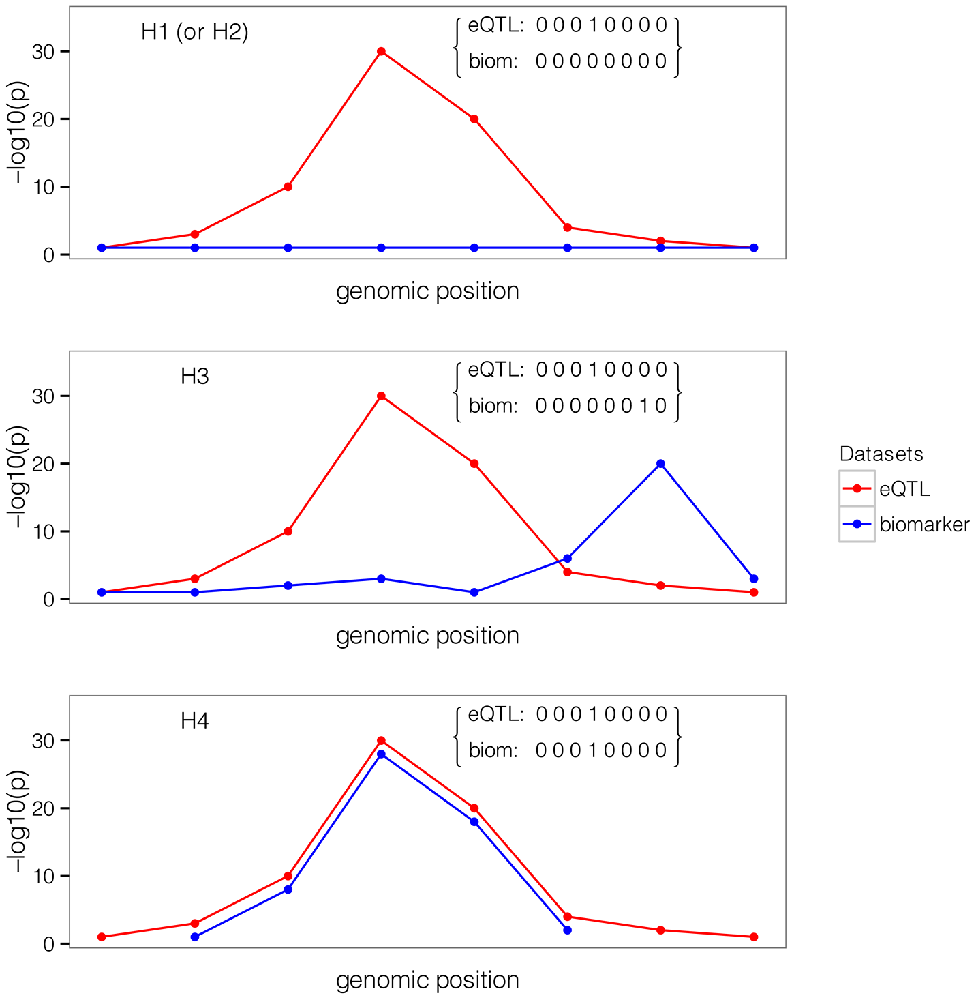 H1 (or H2)
eQTL: 0 0 0 1 0 0 0 0
biom: 0 0 0 0 0 0 0 0
30
20
10
0
−log10(p)
genomic position
H3
eQTL: 0 0 0 1 0 0 0 0
biom: 0 0 0 0 0 0 1 0
30
20
10
0
−log10(p)
genomic position
Datasets
eQTL
biomarker
H4
eQTL: 0 0 0 1 0 0 0 0
biom: 0 0 0 1 0 0 0 0
30
20
10
0
−log10(p)
genomic position